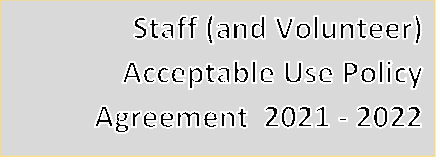 Staff (and Volunteer)
Acceptable Use Policy
Agreement  2021 - 2022